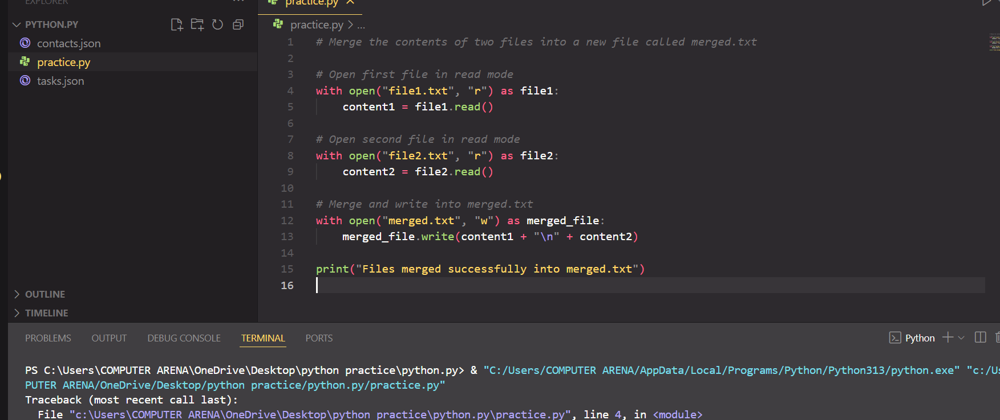 EXPLORER
PYTHON.PY
contacts.json
practice.py
tasks.json
OUTLINE
TIMELINE
practice.py
practice.py > ...
1 # Merge the contents of two files into a new file called merged.txt
2
3 # Open first file in read mode
4 with open("file1.txt", "r") as file1:
5     content1 = file1.read()
6
7 # Open second file in read mode
8 with open("file2.txt", "r") as file2:
9     content2 = file2.read()
10
11 # Merge and write into merged.txt
12 with open("merged.txt", "w") as merged_file:
13     merged_file.write(content1 + "\n" + content2)
14
15 print("Files merged successfully into merged.txt")
16
PROBLEMS OUTPUT DEBUG CONSOLE TERMINAL PORTS
Python
PS C:\Users\COMPUTER ARENA\OneDrive\Desktop\python practice\python.py> & "C:/Users/COMPUTER ARENA/AppData/Local/Programs/Python/Python313/python.exe" "c:/Us
PUTER ARENA/OneDrive/Desktop/python practice/python.py/practice.py"
Traceback (most recent call last):
  File "c:\Users\COMPUTER ARENA\OneDrive\Desktop\python practice\python.py\practice.py", line 4, in <module>